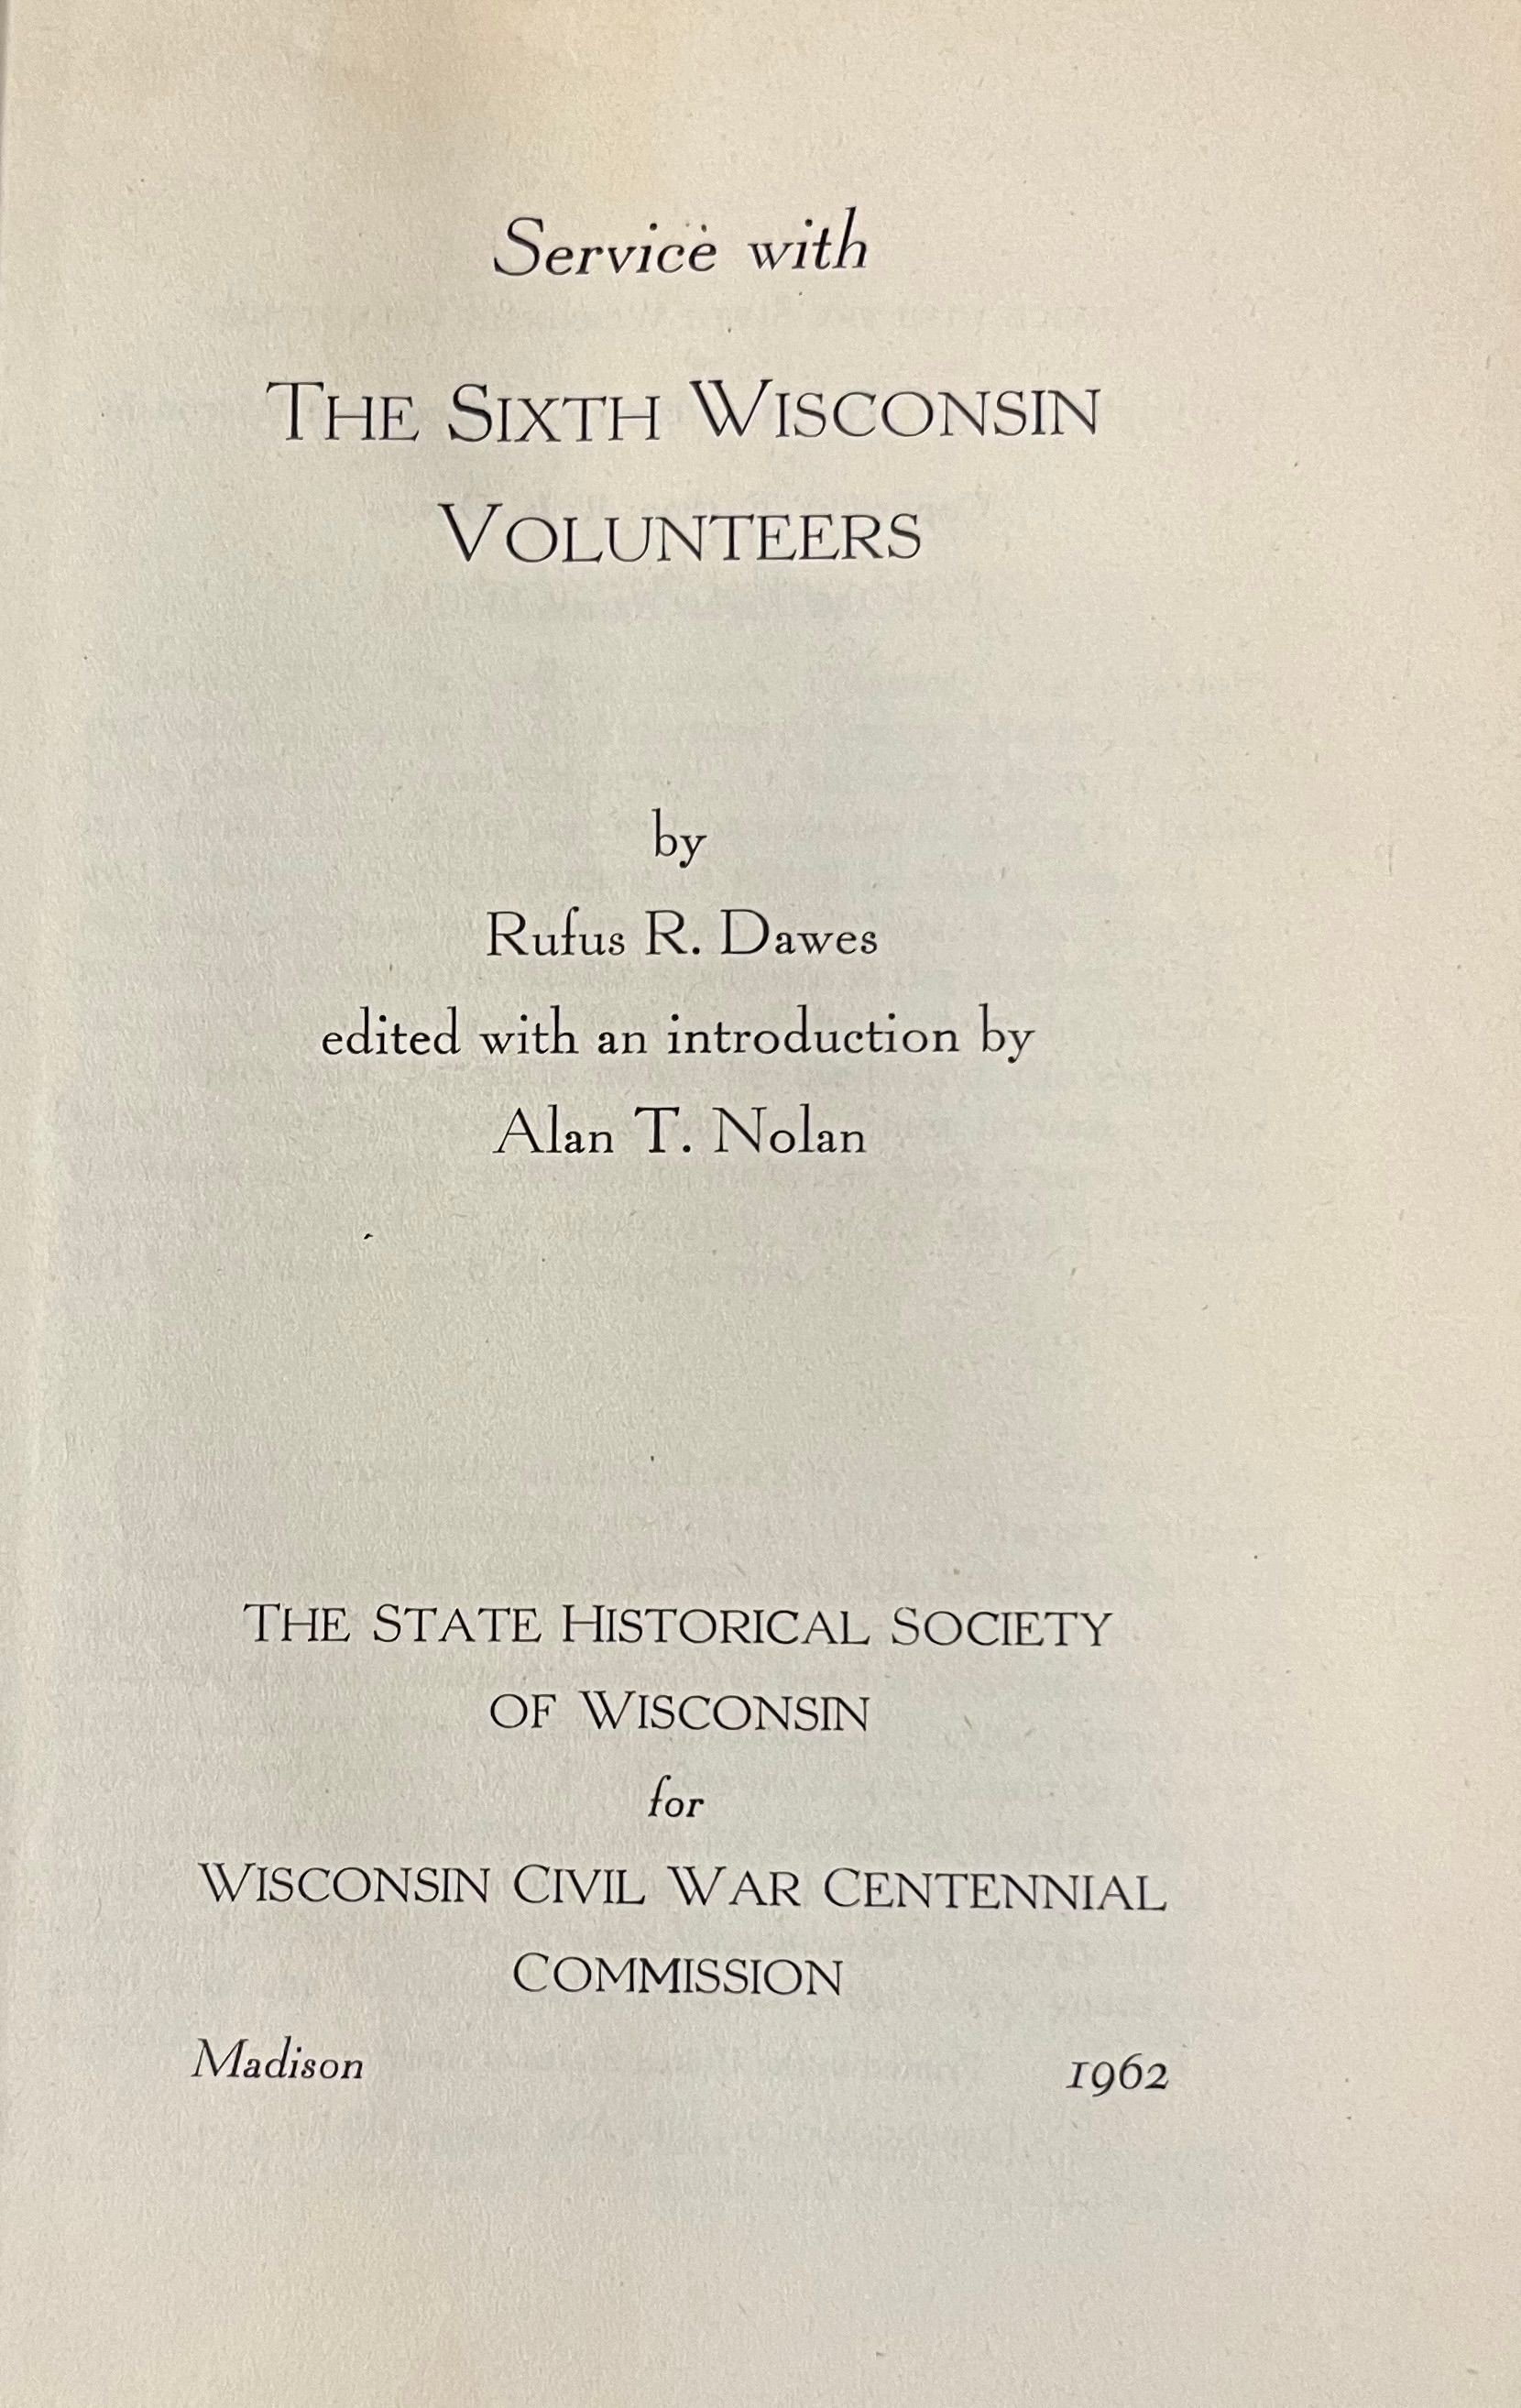 Service with
THE SIXTH WISCONSIN
VOLUNTEERS
by
Rufus R. Dawes
edited with an introduction by
Alan T. Nolan
THE STATE HISTORICAL SOCIETY
OF WISCONSIN
for
WISCONSIN CIVIL WAR CENTENNIAL
COMMISSION
Madison 1962